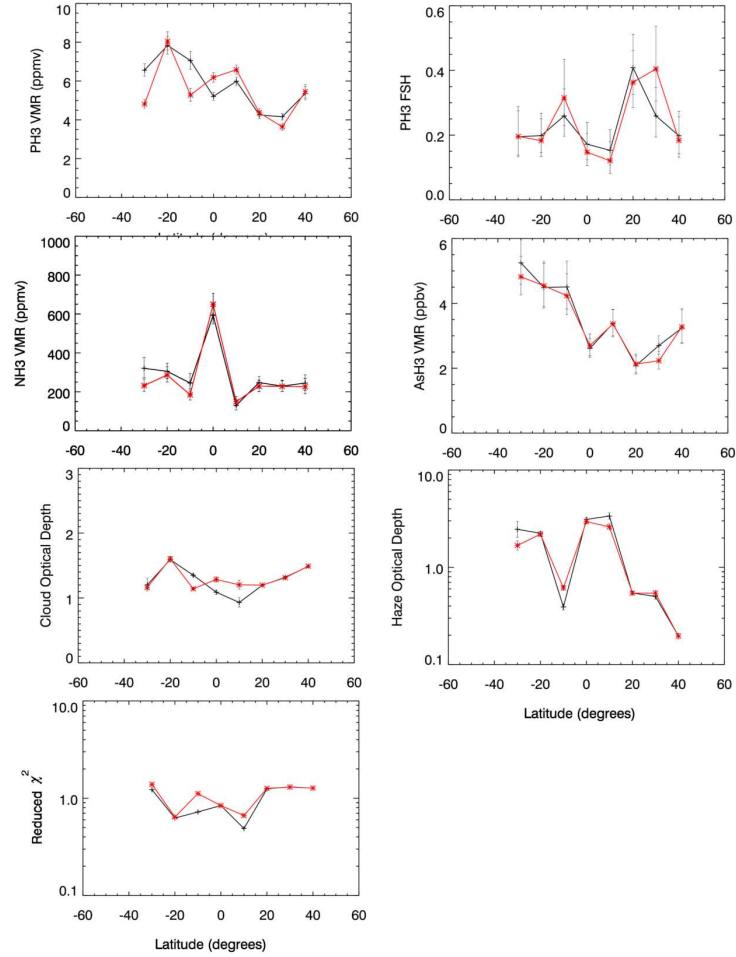 10
8
6
4
2
0
PH3 VMR (ppmv)
-60 -40 -20 0 20 40 60
0.6
0.4
0.2
0.0
PH3 FSH
-60 -40 -20 0 20 40 60
1000
800
600
400
200
0
NH3 VMR (ppmv)
-60 -40 -20 0 20 40 60
6
4
2
0
AsH3 VMR (ppbv)
-60 -40 -20 0 20 40 60
3
2
1
0
Cloud Optical Depth
-60 -40 -20 0 20 40 60
10.0
1.0
0.1
Haze Optical Depth
-60 -40 -20 0 20 40 60
Latitude (degrees)
10.0
1.0
0.1
Reduced χ²
-60 -40 -20 0 20 40 60
Latitude (degrees)